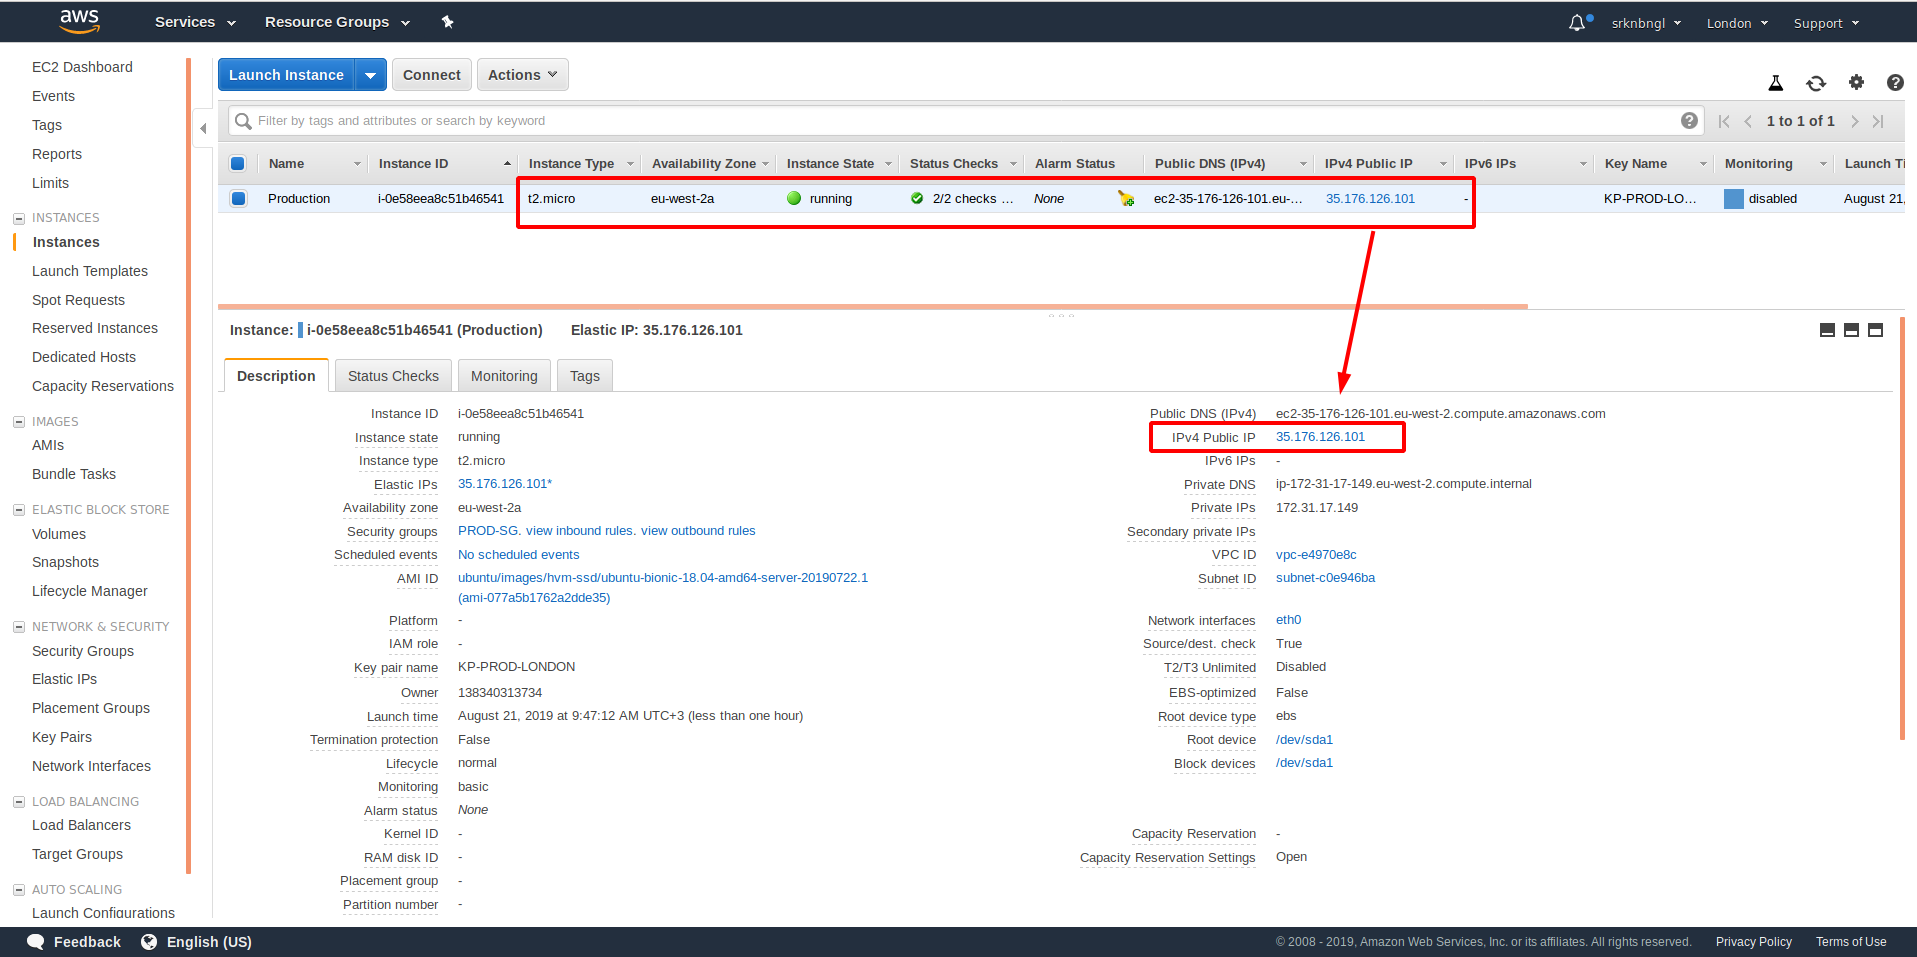 aws Services Resource Groups srknbngl London Support
EC2 Dashboard
Events
Tags
Reports
Limits
INSTANCES
Instances
Launch Templates
Spot Requests
Reserved Instances
Dedicated Hosts
Capacity Reservations
IMAGES
AMIs
Bundle Tasks
ELASTIC BLOCK STORE
Volumes
Snapshots
Lifecycle Manager
NETWORK & SECURITY
Security Groups
Elastic IPs
Placement Groups
Key Pairs
Network Interfaces
LOAD BALANCING
Load Balancers
Target Groups
AUTO SCALING
Launch Configurations
Launch Instance Connect Actions
Filter by tags and attributes or search by keyword 1 to 1 of 1
Name Instance ID Instance Type Availability Zone Instance State Status Checks Alarm Status Public DNS (IPv4) IPv4 Public IP IPv6 IPs Key Name Monitoring Launch Ti
Production i-0e58eea8c51b46541 t2.micro eu-west-2a running 2/2 checks ... None ec2-35-176-126-101.eu-... 35.176.126.101 - KP-PROD-LO... disabled August 21,
Instance: i-0e58eea8c51b46541 (Production) Elastic IP: 35.176.126.101
Description Status Checks Monitoring Tags
Instance ID i-0e58eea8c51b46541 Public DNS (IPv4) ec2-35-176-126-101.eu-west-2.compute.amazonaws.com
Instance state running IPv4 Public IP 35.176.126.101
Instance type t2.micro IPv6 IPs -
Elastic IPs 35.176.126.101* Private DNS ip-172-31-17-149.eu-west-2.compute.internal
Availability zone eu-west-2a Private IPs 172.31.17.149
Security groups PROD-SG. view inbound rules. view outbound rules Secondary private IPs
Scheduled events No scheduled events VPC ID vpc-e4970e8c
AMI ID ubuntu/images/hvm-ssd/ubuntu-bionic-18.04-amd64-server-20190722.1 Subnet ID subnet-c0e946ba
(ami-077a5b1762a2dde35)
Platform - Network interfaces eth0
IAM role - Source/dest. check True
Key pair name KP-PROD-LONDON T2/T3 Unlimited Disabled
Owner 138340313734 EBS-optimized False
Launch time August 21, 2019 at 9:47:12 AM UTC+3 (less than one hour) Root device type ebs
Termination protection False Root device /dev/sda1
Lifecycle normal Block devices /dev/sda1
Monitoring basic
Alarm status None
Kernel ID - Capacity Reservation -
RAM disk ID - Capacity Reservation Settings Open
Placement group -
Partition number -
Feedback English (US) © 2008 - 2019, Amazon Web Services, Inc. or its affiliates. All rights reserved. Privacy Policy Terms of Use